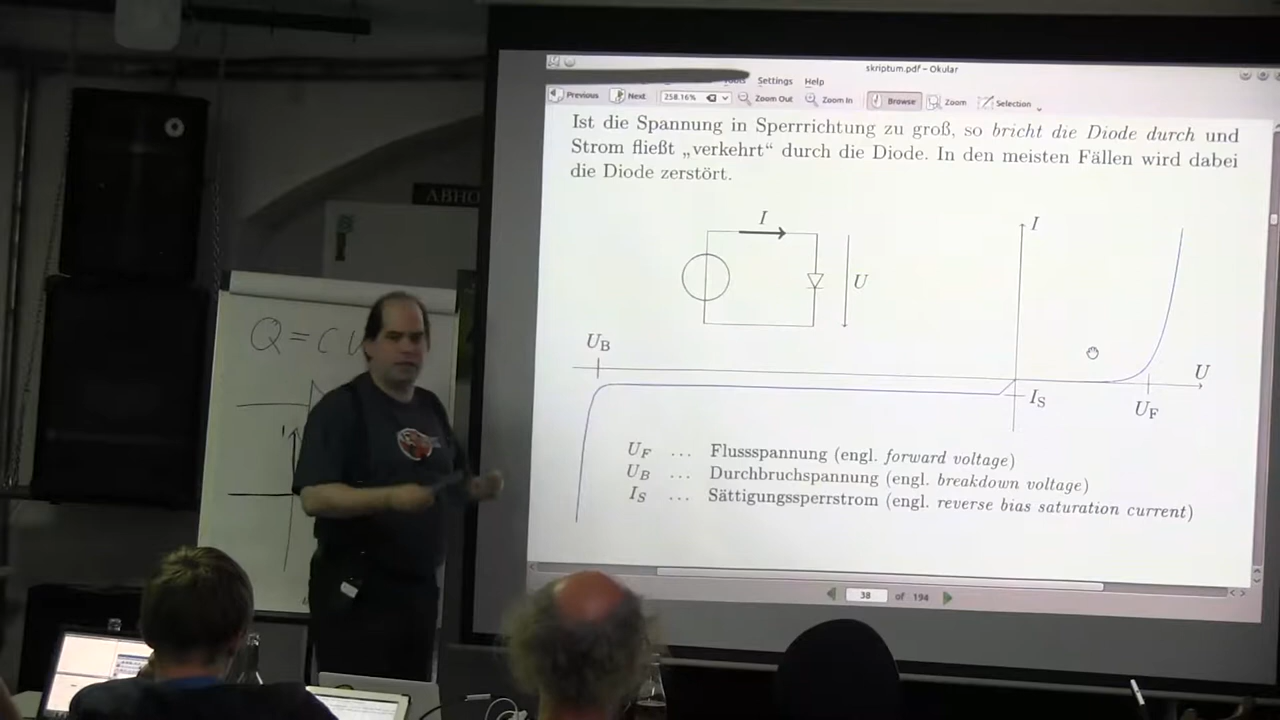 skriptum.pdf – Okular
Settings Help
Previous Next 258.16% Zoom Out Zoom In Browse Zoom Selection
Ist die Spannung in Sperrrichtung zu groß, so bricht die Diode durch und
Strom fließt „verkehrt“ durch die Diode. In den meisten Fällen wird dabei
die Diode zerstört.
I
U
I
U_B
U
I_S
U_F
U_F ... Flussspannung (engl. forward voltage)
U_B ... Durchbruchspannung (engl. breakdown voltage)
I_S ... Sättigungssperrstrom (engl. reverse bias saturation current)
38 of 194
ABHO
Q = C U